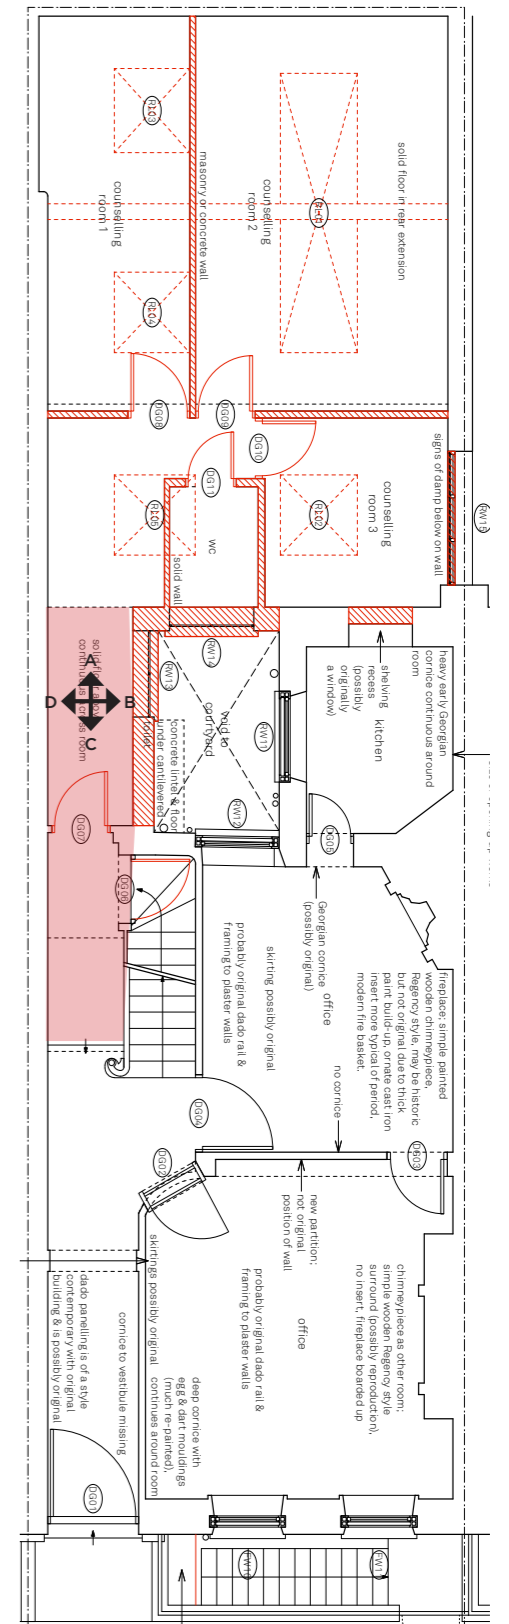 RL03
counselling
room 1
RL04
masonry or concrete wall
counselling
room 2
solid floor in rear extension
DG08
DG09
DG10
DG11
RL05
wc
solid wall
RL02
counselling
room 3
signs of damp below on wall
RW15
A
B
C
D
RW13
RW14
toilet
concrete lintel & floor
under cantilevered
void to
courtyard
RW11
RW12
shelving
recess
(possibly
originally
a window)
kitchen
heavy early Georgian
cornice continuous around
room
DG05
DG07
DG06
Georgian cornice
(possibly original)
office
skirting possibly original
probably original dado rail &
framing to plaster walls
fireplace; simple painted
wooden chimneypiece,
Regency style, may be historic
but not original due to thick
paint build-up, ornate cast iron
insert more typical of period,
modern fire basket.
no cornice
DG04
DG03
DG02
new partition;
not original
position of wall
office
probably original dado rail &
framing to plaster walls
chimneypiece as other room;
simple wooden Regency style
surround (possibly reproduction),
no insert, fireplace boarded up
skirtings possibly original
deep cornice with
egg & dart mouldings
(much re-painted),
continues around room
cornice to vestibule missing
dado panelling is of a style
contemporary with original
building & is possibly original
DG01